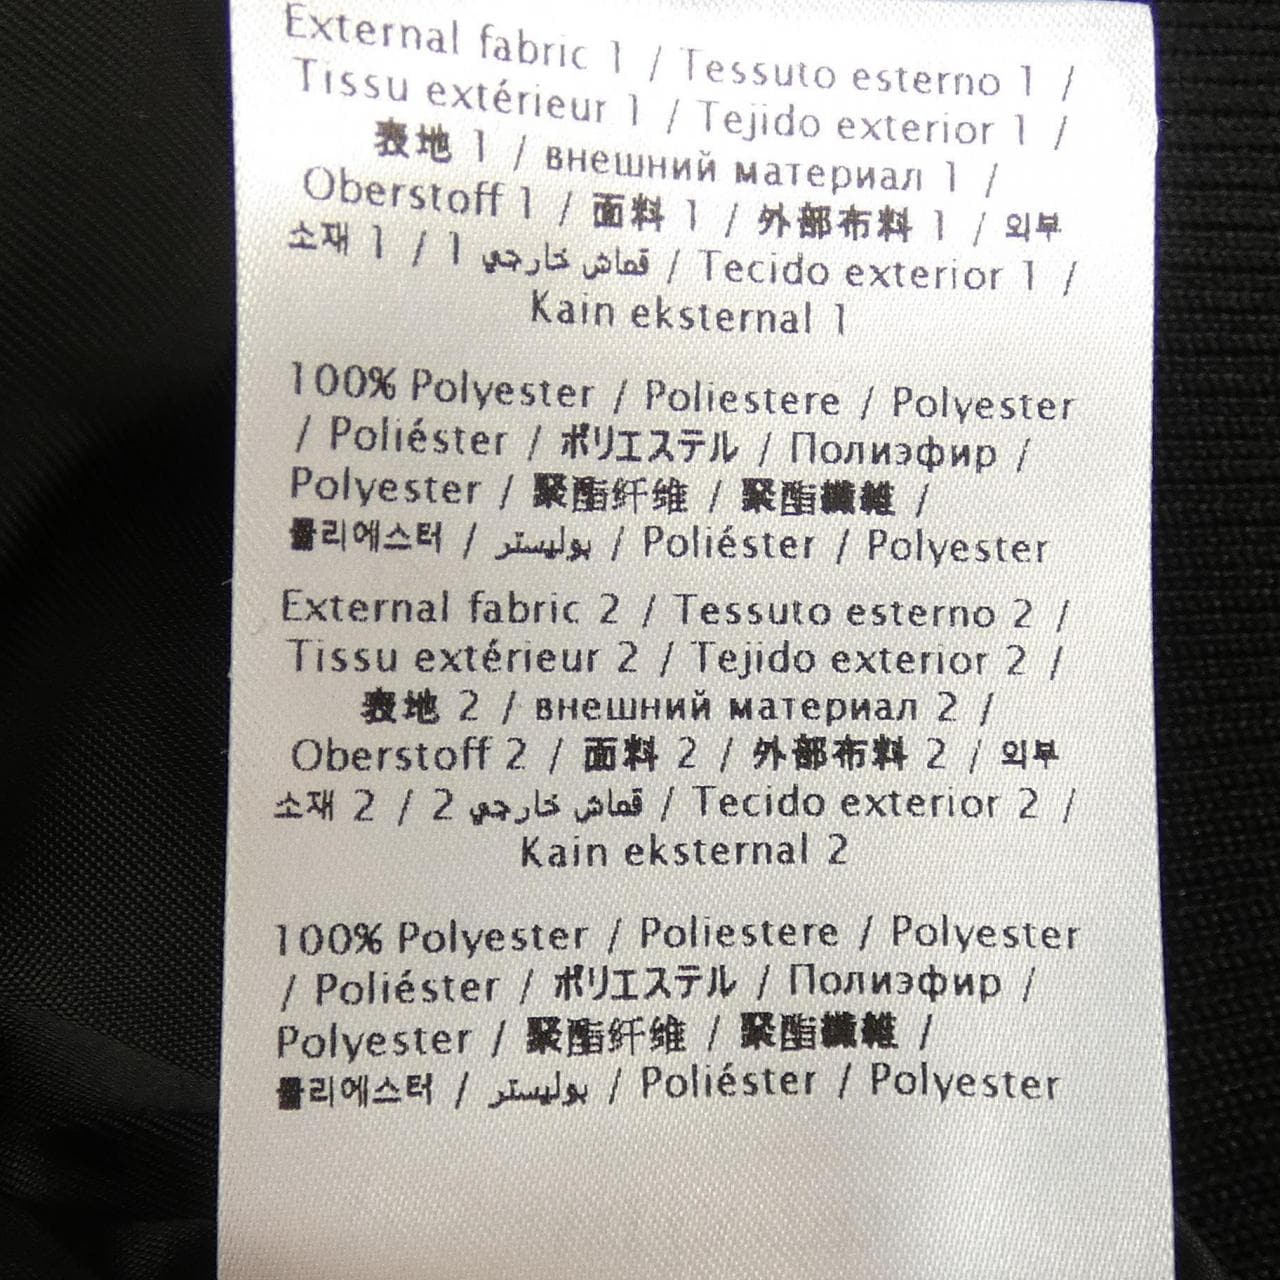 External fabric 1 / Tessuto esterno 1 /
Tissu extérieur 1 / Tejido exterior 1 /
表地 1 / внешний материал 1 /
Oberstoff 1 / 面料 1 / 外部布料 1 / 외부
소재 1 / 1 قماش خارجي / Tecido exterior 1 /
Kain eksternal 1
100% Polyester / Poliestere / Polyester
/ Poliéster / ポリエステル / Полиэфир /
Polyester / 聚酯纤维 / 聚酯纖維 /
폴리에스터 / بوليستر / Poliéster / Polyester
External fabric 2 / Tessuto esterno 2 /
Tissu extérieur 2 / Tejido exterior 2 /
表地 2 / внешний материал 2 /
Oberstoff 2 / 面料 2 / 外部布料 2 / 외부
소재 2 / 2 قماش خارجي / Tecido exterior 2 /
Kain eksternal 2
100% Polyester / Poliestere / Polyester
/ Poliéster / ポリエステル / Полиэфир /
Polyester / 聚酯纤维 / 聚酯纖維 /
폴리에스터 / بوليستر / Poliéster / Polyester